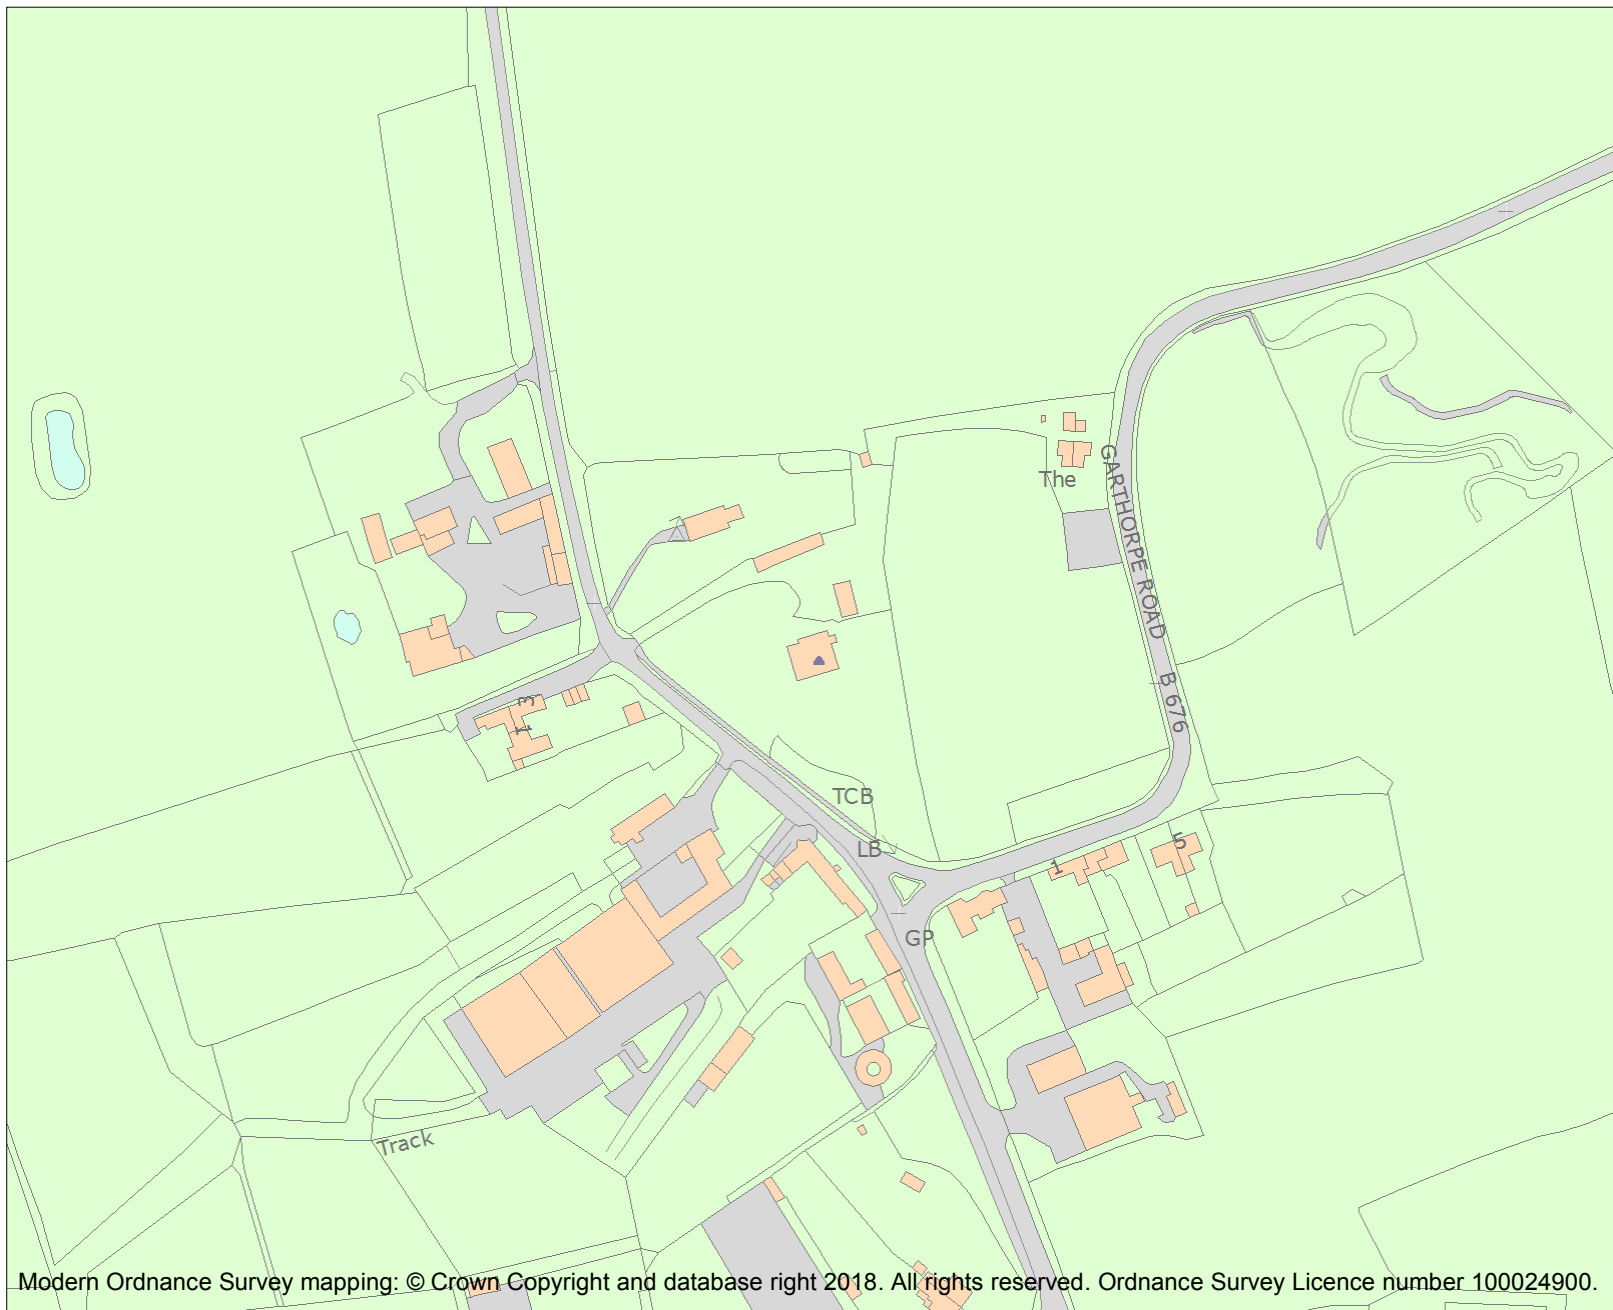 The
GARTHORPE ROAD
B 676
3
1
TCB
LB
1
5
GP
Track
Modern Ordnance Survey mapping: © Crown Copyright and database right 2018. All rights reserved. Ordnance Survey Licence number 100024900.